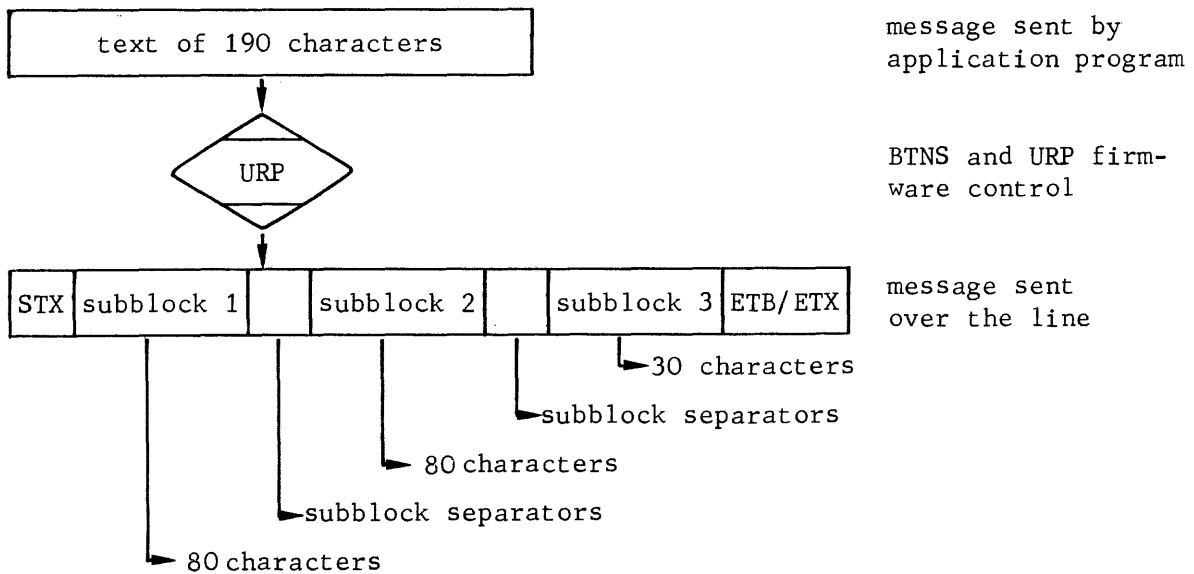 text of 190 characters
message sent by
application program
URP
BTNS and URP firm-
ware control
STX
subblock 1
subblock 2
subblock 3
ETB/ETX
message sent
over the line
30 characters
subblock separators
80 characters
subblock separators
80 characters